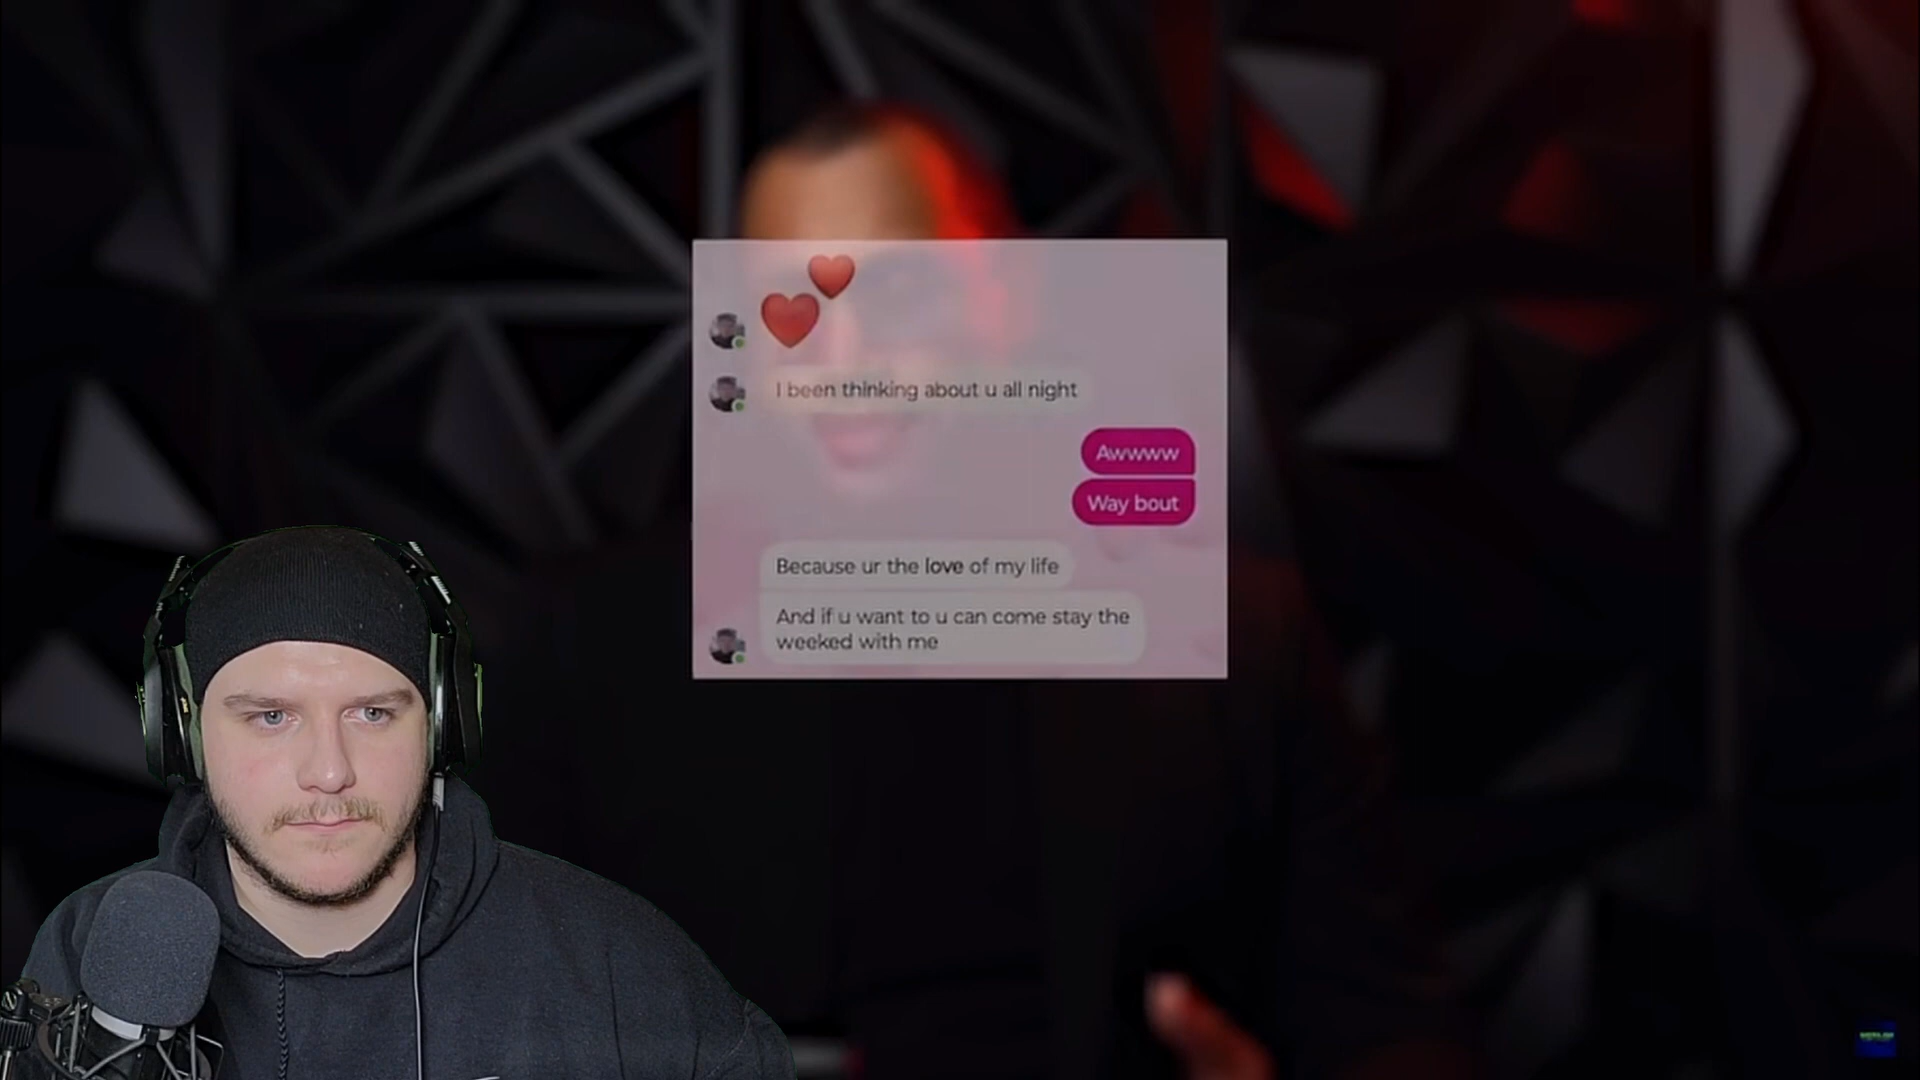 I been thinking about u all night
Awwww
Way bout
Because ur the love of my life
And if u want to u can come stay the
weeked with me